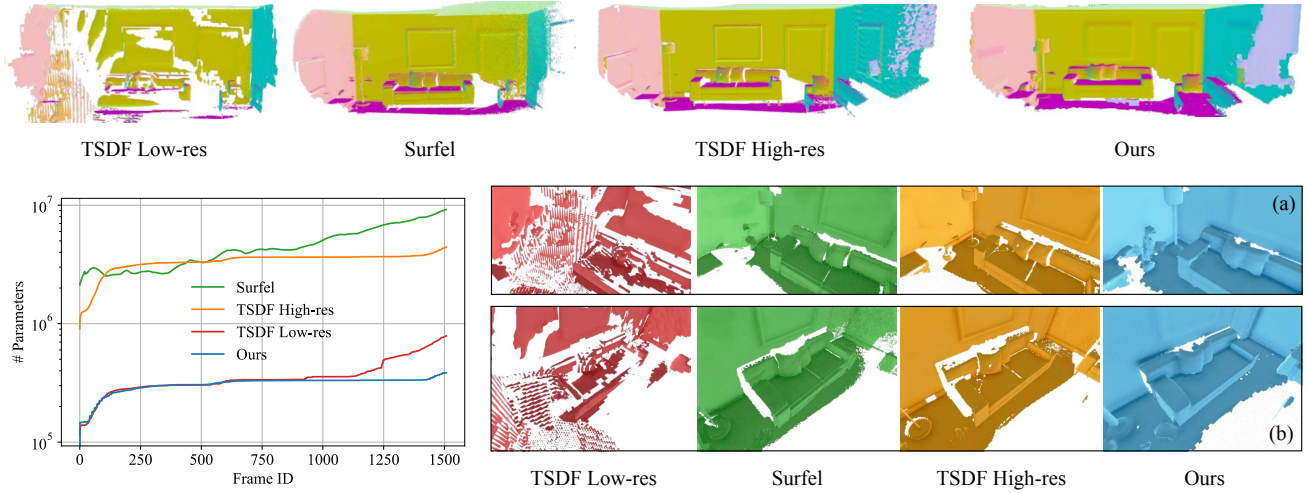 TSDF Low-res
Surfel
TSDF High-res
Ours
10^7
10^6
10^5
# Parameters
Surfel
TSDF High-res
TSDF Low-res
Ours
0 250 500 750 1000 1250 1500
Frame ID
(a)
(b)
TSDF Low-res
Surfel
TSDF High-res
Ours